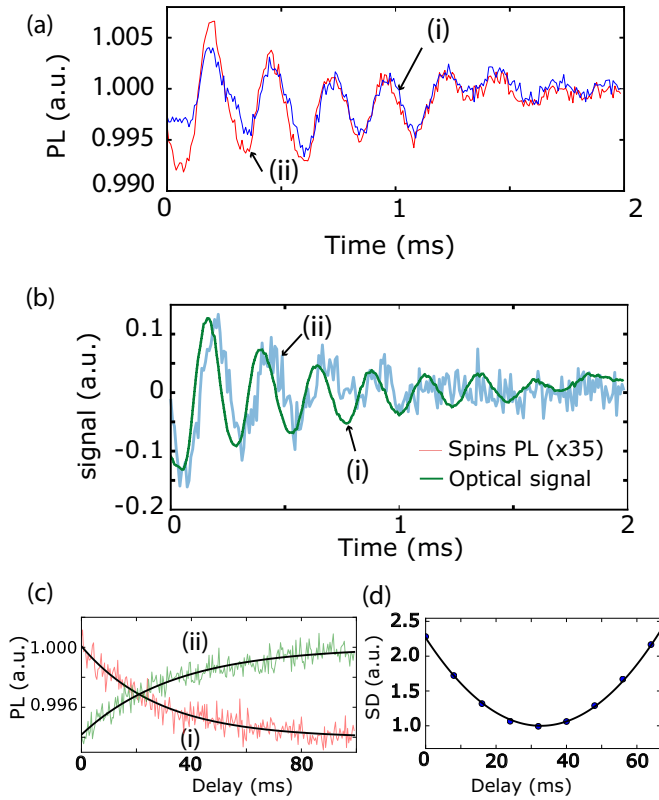 (a)
1.005
1.000
0.995
0.990
PL (a.u.)
(i)
(ii)
0
1
2
Time (ms)
(b)
0.1
0
-0.1
-0.2
signal (a.u.)
(ii)
(i)
Spins PL (x35)
Optical signal
0
1
2
Time (ms)
(c)
1.000
0.996
PL (a.u.)
(ii)
(i)
0 40 80
Delay (ms)
(d)
2.5
2.0
1.5
1.0
SD (a.u.)
0 20 40 60
Delay (ms)